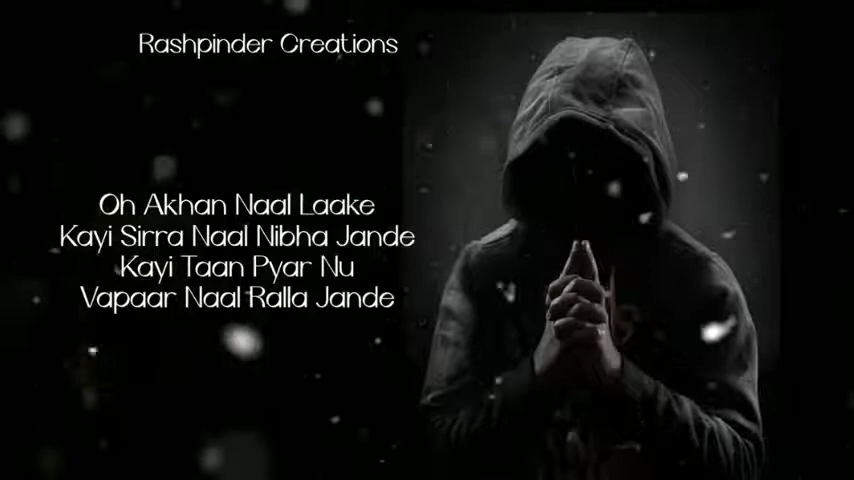 Rashpinder Creations
Oh Akhan Naal Laake
Kayi Sirra Naal Nibha Jande
Kayi Taan Pyar Nu
Vapaar Naal Ralla Jande